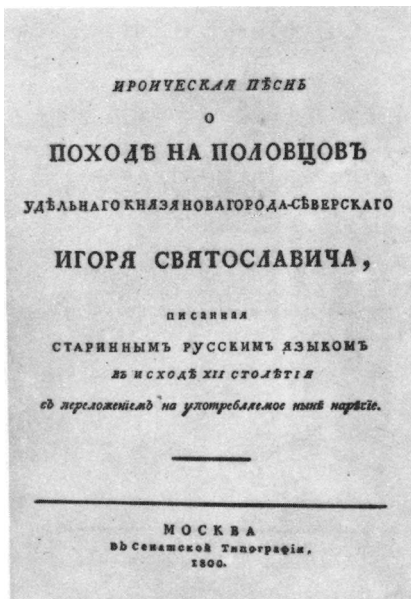 ИРОИЧЕСКАЯ ПѢСНЬ
О
ПОХОДѢ НА ПОЛОВЦОВЪ
УДѢЛЬНАГО КНЯЗЯ НОВАГОРОДА-СѢВЕРСКАГО
ИГОРЯ СВЯТОСЛАВИЧА,
писанная
СТАРИННЫМЪ РУССКИМЪ ЯЗЫКОМЪ
ВЪ ИСХОДѢ XII СТОЛѢТІЯ
съ переложеніемъ на употребляемое нынѣ нарѣчіе.
МОСКВА
Въ Сенатской Типографіи,
1800.